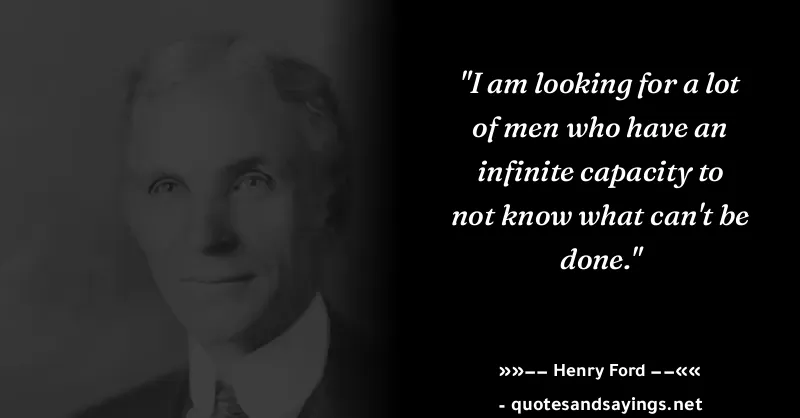 "I am looking for a lot
of men who have an
infinite capacity to
not know what can't be
done."
»»–– Henry Ford ––««
- quotesandsayings.net